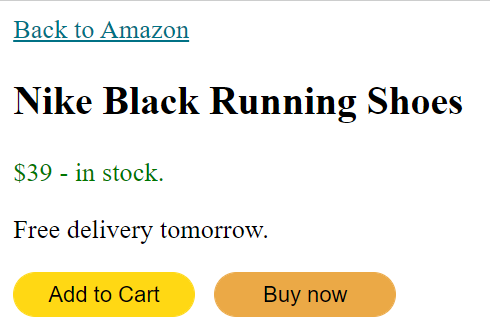 Back to Amazon
Nike Black Running Shoes
$39 - in stock.
Free delivery tomorrow.
Add to Cart
Buy now